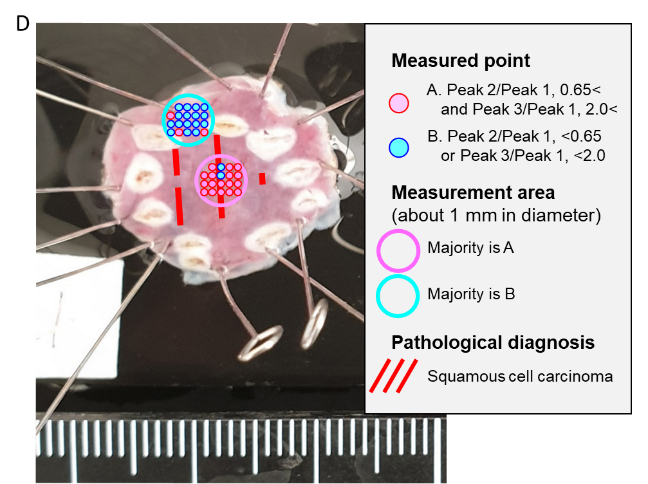 D
Measured point
A. Peak 2/Peak 1, 0.65<
and Peak 3/Peak 1, 2.0<
B. Peak 2/Peak 1, <0.65
or Peak 3/Peak 1, <2.0
Measurement area
(about 1 mm in diameter)
Majority is A
Majority is B
Pathological diagnosis
Squamous cell carcinoma